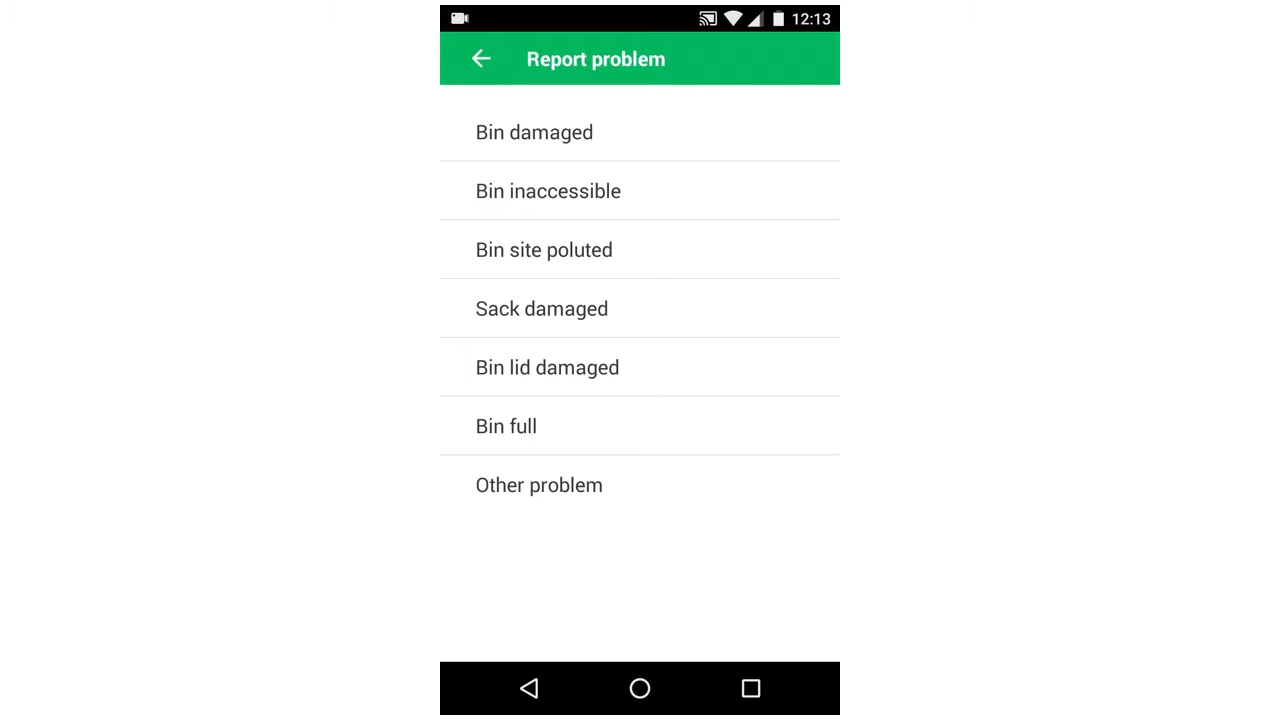 12:13
Report problem
Bin damaged
Bin inaccessible
Bin site poluted
Sack damaged
Bin lid damaged
Bin full
Other problem